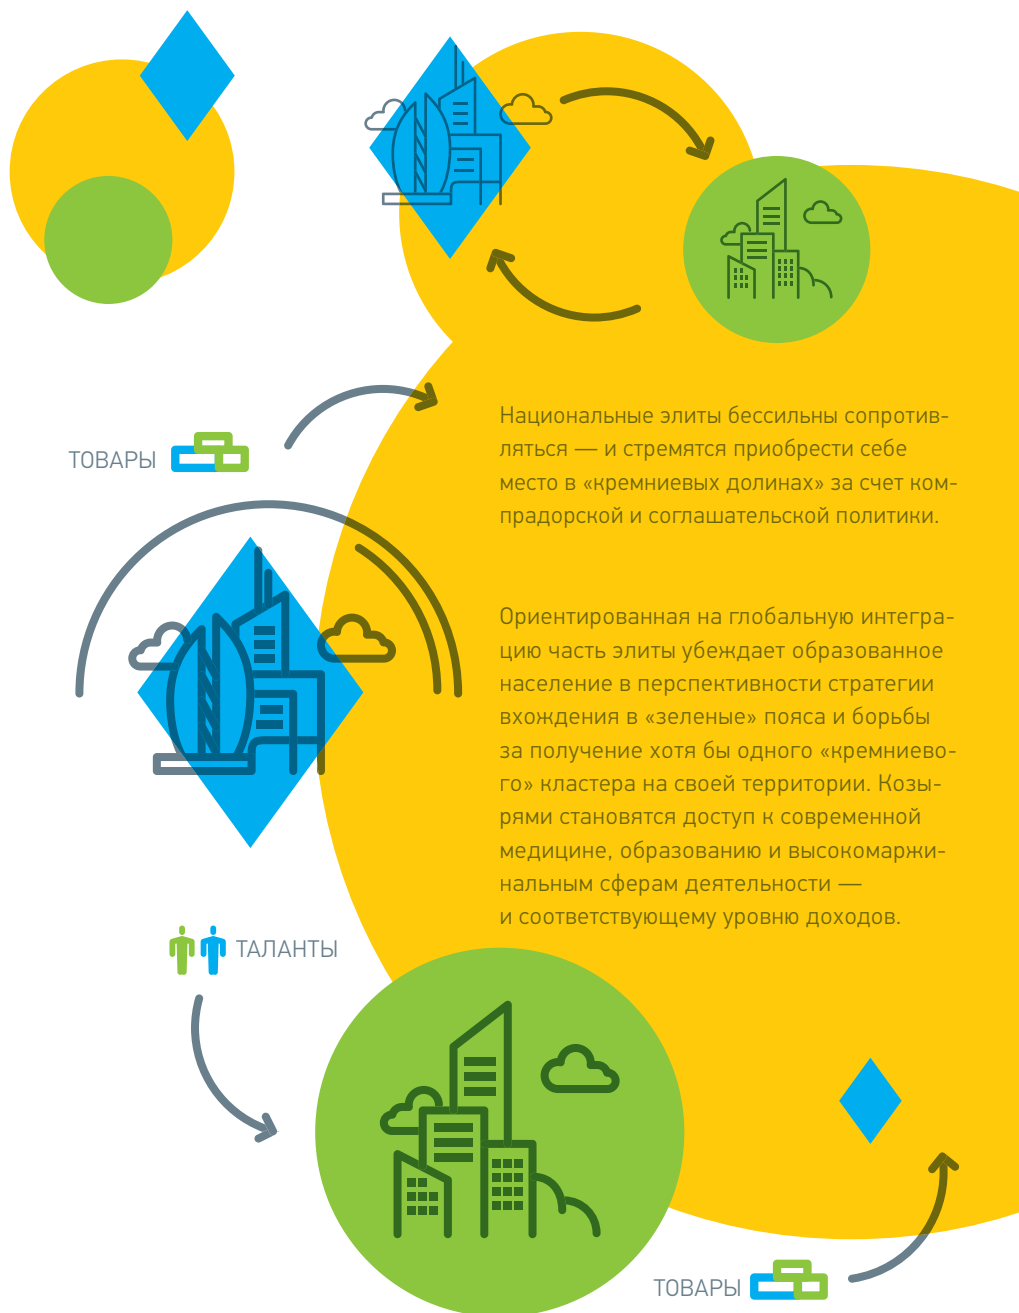 ТОВАРЫ
Национальные элиты бессильны сопротив-
ляться — и стремятся приобрести себе
место в «кремниевых долинах» за счет ком-
прадорской и соглашательской политики.
Ориентированная на глобальную интегра-
цию часть элиты убеждает образованное
население в перспективности стратегии
вхождения в «зеленые» пояса и борьбы
за получение хотя бы одного «кремниево-
го» кластера на своей территории. Козы-
рями становятся доступ к современной
медицине, образованию и высокомаржи-
нальным сферам деятельности —
и соответствующему уровню доходов.
ТАЛАНТЫ
ТОВАРЫ